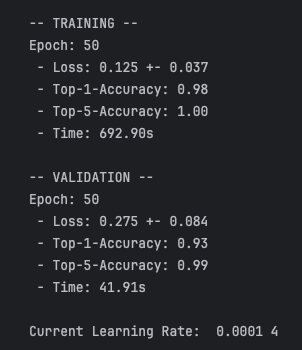 -- TRAINING --
Epoch: 50
- Loss: 0.125 +- 0.037
- Top-1-Accuracy: 0.98
- Top-5-Accuracy: 1.00
- Time: 692.90s
-- VALIDATION --
Epoch: 50
- Loss: 0.275 +- 0.084
- Top-1-Accuracy: 0.93
- Top-5-Accuracy: 0.99
- Time: 41.91s
Current Learning Rate:  0.0001 4